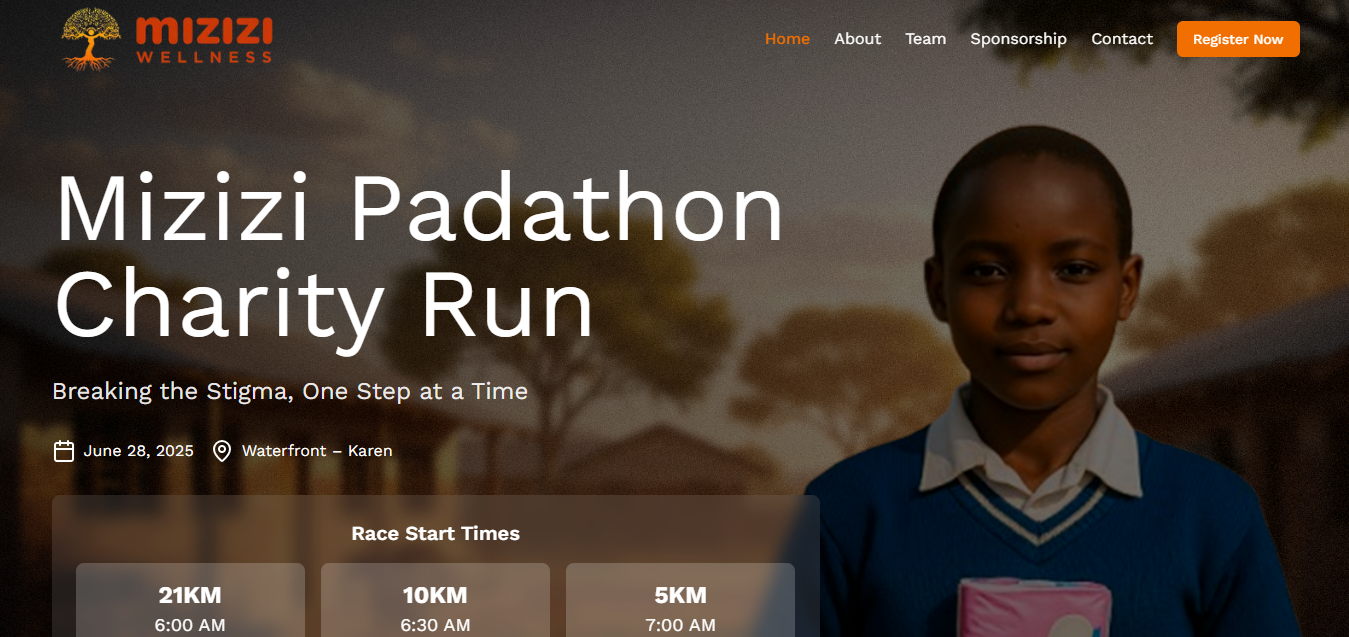 MIZIZI
WELLNESS
Home About Team Sponsorship Contact Register Now
Mizizi Padathon
Charity Run
Breaking the Stigma, One Step at a Time
June 28, 2025 Waterfront – Karen
Race Start Times
21KM 10KM 5KM
6:00 AM 6:30 AM 7:00 AM